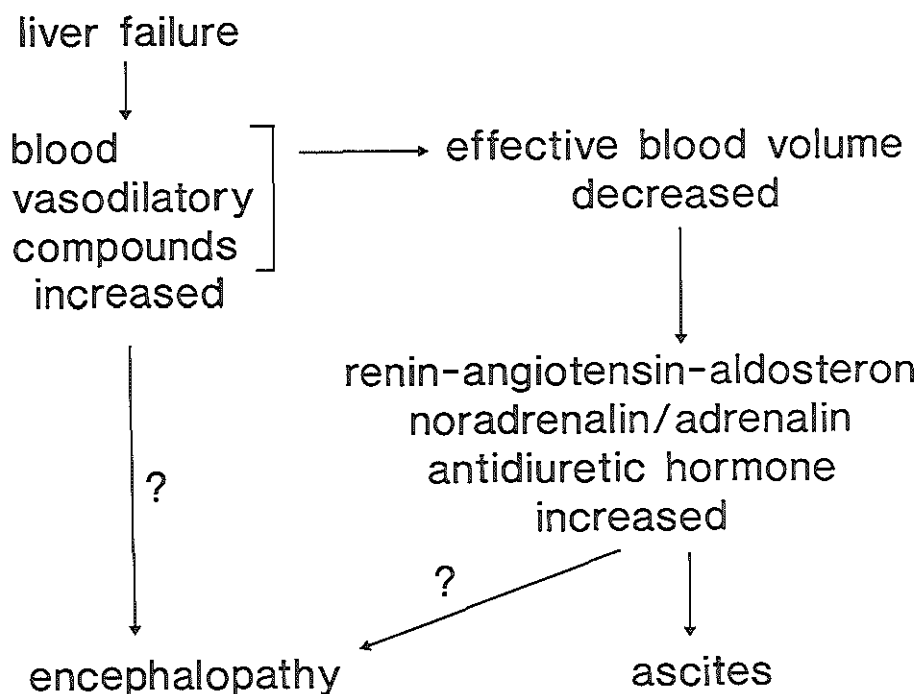 liver failure
blood
vasodilatory
compounds
increased
effective blood volume
decreased
renin-angiotensin-aldosteron
noradrenalin/adrenalin
antidiuretic hormone
increased
?
?
encephalopathy
ascites